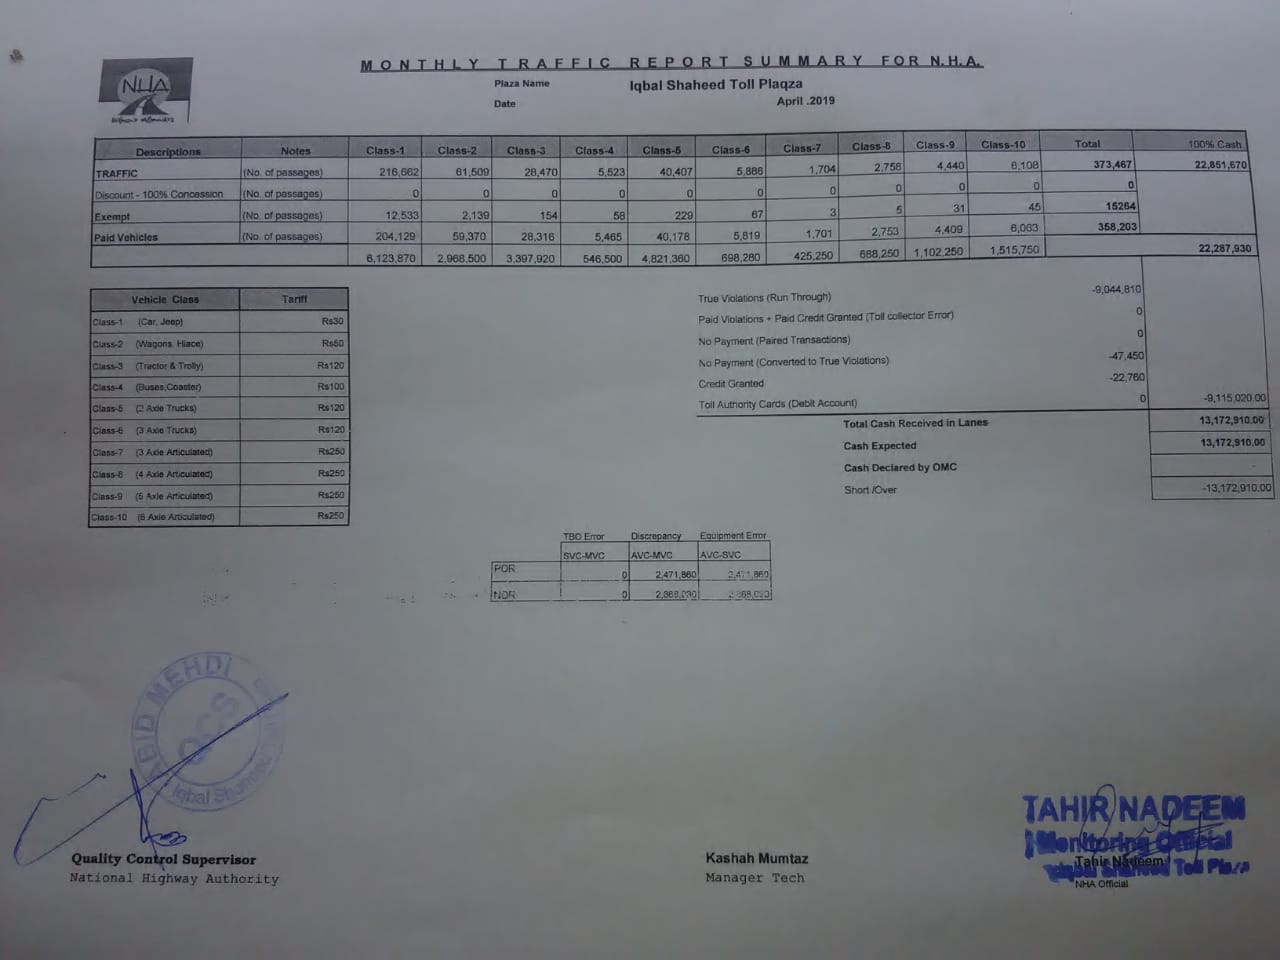 MONTHLY TRAFFIC REPORT SUMMARY FOR N.H.A.
NHA
Plaza Name Iqbal Shaheed Toll Plaqza
Date April .2019
Descriptions Notes Class-1 Class-2 Class-3 Class-4 Class-5 Class-6 Class-7 Class-8 Class-9 Class-10 Total 100% Cash
TRAFFIC (No. of passages) 216,662 61,509 28,470 5,523 40,407 5,886 1,704 2,758 4,440 6,108 373,467 22,851,670
Discount - 100% Concession (No. of passages) 0 0 0 0 0 0 0 0 0 0 0
Exempt (No. of passages) 12,533 2,139 154 58 229 67 3 5 31 45 15264
Paid Vehicles (No. of passages) 204,129 59,370 28,316 5,465 40,178 5,819 1,701 2,753 4,409 6,063 358,203
6,123,870 2,968,500 3,397,920 546,500 4,821,360 698,280 425,250 688,250 1,102,250 1,515,750 22,287,930
Vehicle Class Tariff
Class-1 (Car, Jeep) Rs30
Class-2 (Wagons, Hiace) Rs50
Class-3 (Tractor & Trolly) Rs120
Class-4 (Buses,Coaster) Rs100
Class-5 (2 Axle Trucks) Rs120
Class-6 (3 Axle Trucks) Rs120
Class-7 (3 Axle Articulated) Rs250
Class-8 (4 Axle Articulated) Rs250
Class-9 (5 Axle Articulated) Rs250
Class-10 (6 Axle Articulated) Rs250
True Violations (Run Through) -9,044,810
Paid Violations + Paid Credit Granted (Toll collector Error) 0
No Payment (Paired Transactions) 0
No Payment (Converted to True Violations) -47,450
Credit Granted -22,760
Toll Authority Cards (Debit Account) 0 -9,115,020.00
Total Cash Received in Lanes 13,172,910.00
Cash Expected 13,172,910.00
Cash Declared by OMC -
Short /Over -13,172,910.00
TBO Error Discrepancy Equipment Error
SVC-MVC AVC-MVC AVC-SVC
PDR 0 2,471,860 2,471,860
NDR 0
ABID MEHDI
QCS
Iqbal Shaheed
Quality Control Supervisor
National Highway Authority
Kashah Mumtaz
Manager Tech
TAHIR NADEEM
Monitoring Official
Iqbal Shaheed Toll Plaza
Tahir Nadeem
NHA Official